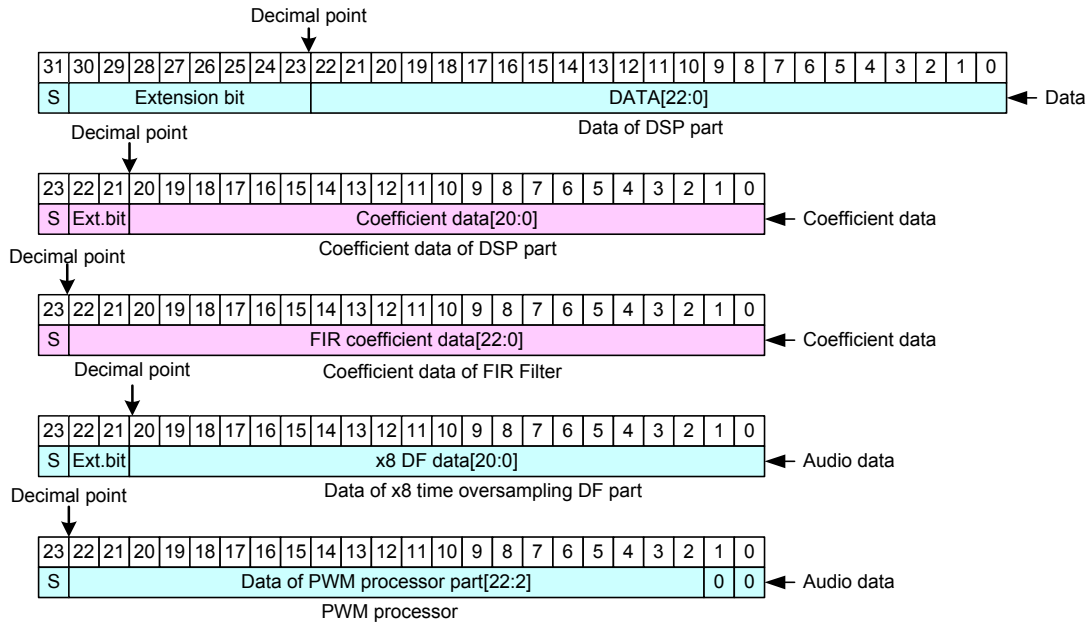 Decimal point
31 30 29 28 27 26 25 24 23 22 21 20 19 18 17 16 15 14 13 12 11 10 9 8 7 6 5 4 3 2 1 0
S Extension bit DATA[22:0] Data
Data of DSP part
Decimal point
23 22 21 20 19 18 17 16 15 14 13 12 11 10 9 8 7 6 5 4 3 2 1 0
S Ext.bit Coefficient data[20:0] Coefficient data
Coefficient data of DSP part
Decimal point
23 22 21 20 19 18 17 16 15 14 13 12 11 10 9 8 7 6 5 4 3 2 1 0
S FIR coefficient data[22:0] Coefficient data
Coefficient data of FIR Filter
Decimal point
23 22 21 20 19 18 17 16 15 14 13 12 11 10 9 8 7 6 5 4 3 2 1 0
S Ext.bit x8 DF data[20:0] Audio data
Data of x8 time oversampling DF part
Decimal point
23 22 21 20 19 18 17 16 15 14 13 12 11 10 9 8 7 6 5 4 3 2 1 0
S Data of PWM processor part[22:2] 0 0 Audio data
PWM processor